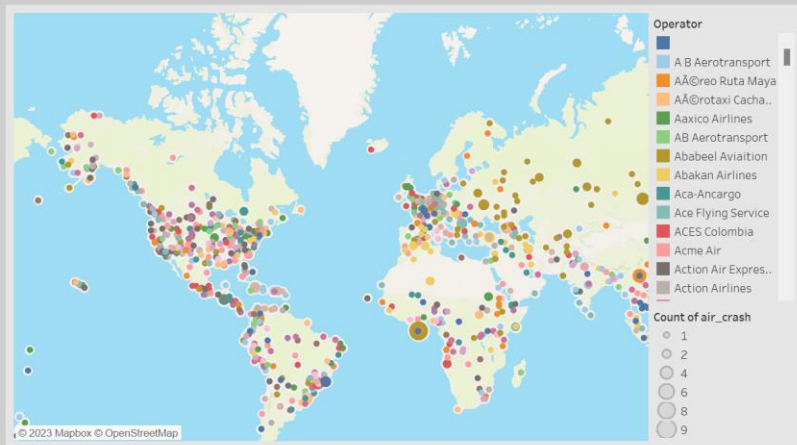 Operator
A B Aerotransport
AÃ©reo Ruta Maya
AÃ©rotaxi Cacha..
Aaxico Airlines
AB Aerotransport
Ababeel Aviaition
Abakan Airlines
Aca-Ancargo
Ace Flying Service
ACES Colombia
Acme Air
Action Air Expres..
Action Airlines
Count of air_crash
1
2
4
6
8
9
© 2023 Mapbox © OpenStreetMap